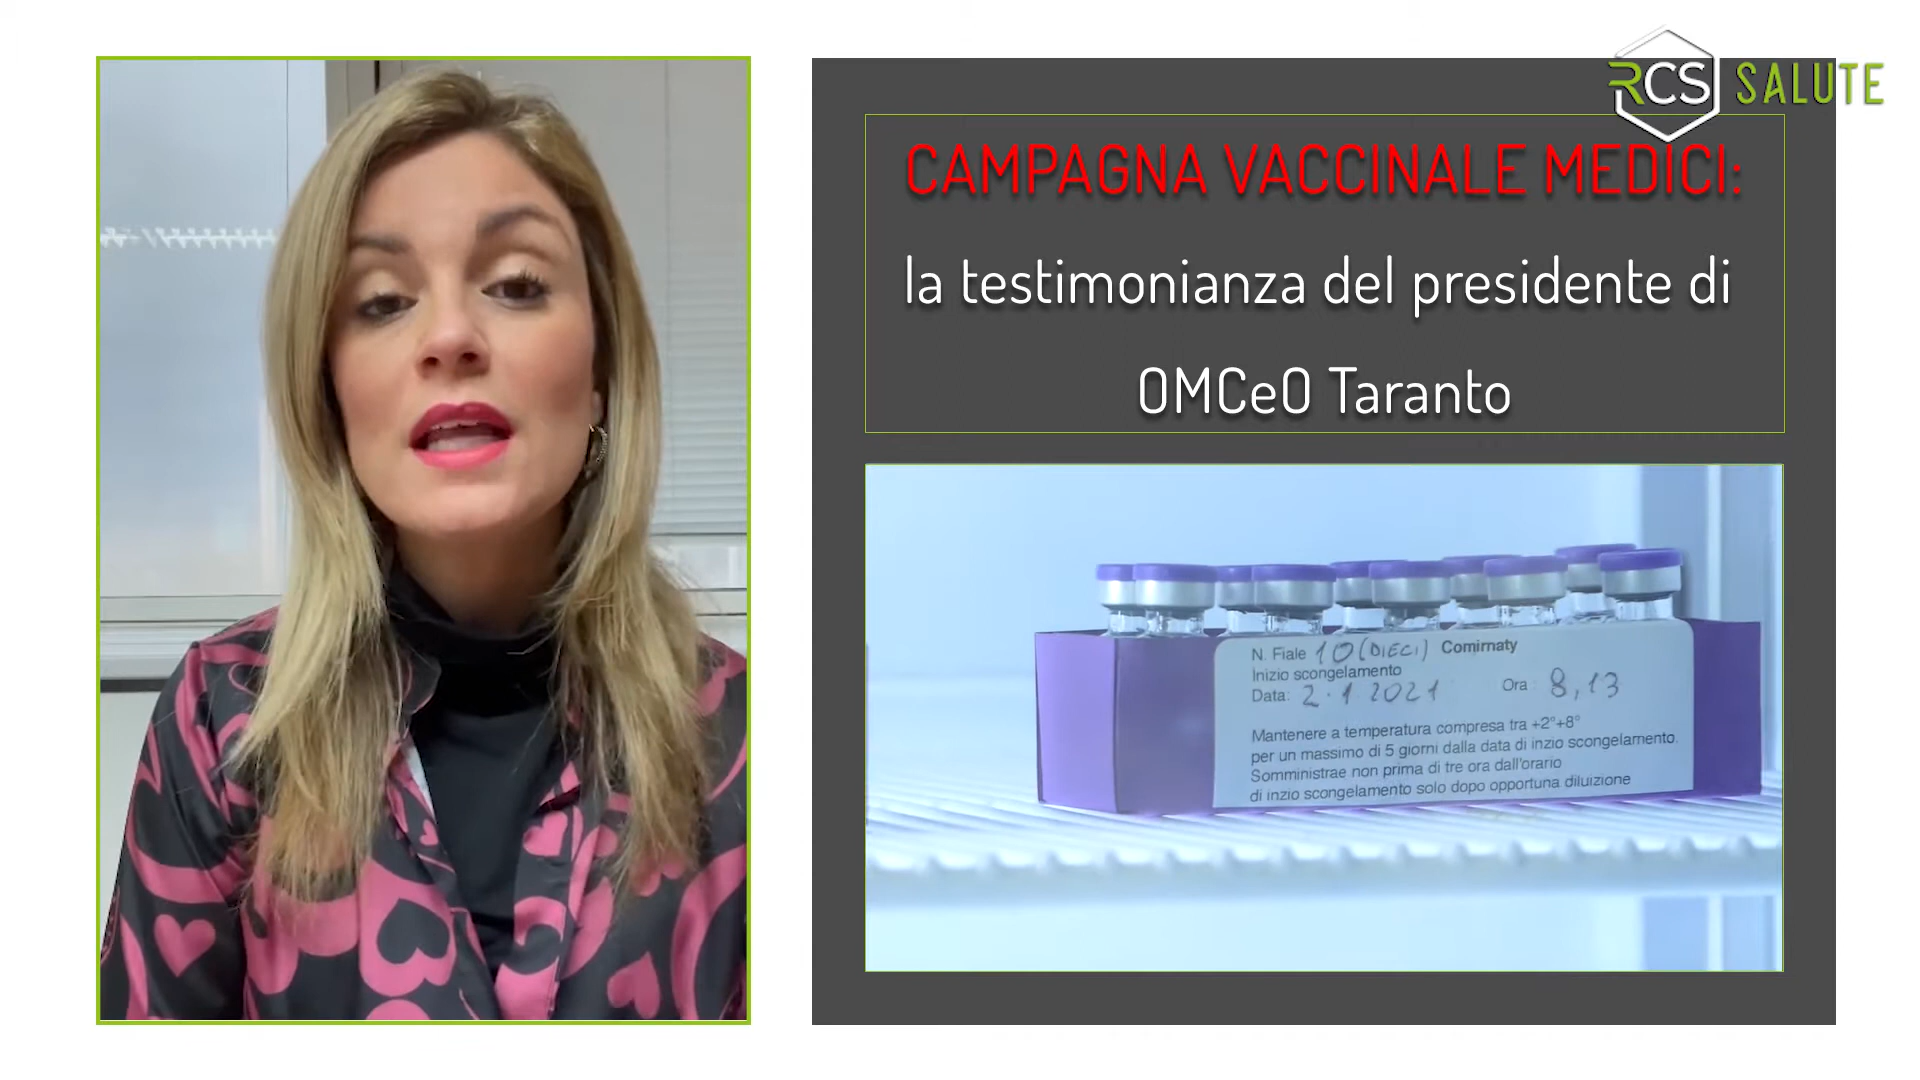 RCS SALUTE
CAMPAGNA VACCINALE MEDICI:
la testimonianza del presidente di
OMCeO Taranto
N. Fiale 10 (DIECI) Comirnaty
Inizio scongelamento
Data: 2.1 2021 Ora 8,13
Mantenere a temperatura compresa tra +2°+8°
per un massimo di 5 giorni dalla data di inzio scongelamento.
Somministrae non prima di tre ora dall'orario
di inzio scongelamento solo dopo opportuna diluizione